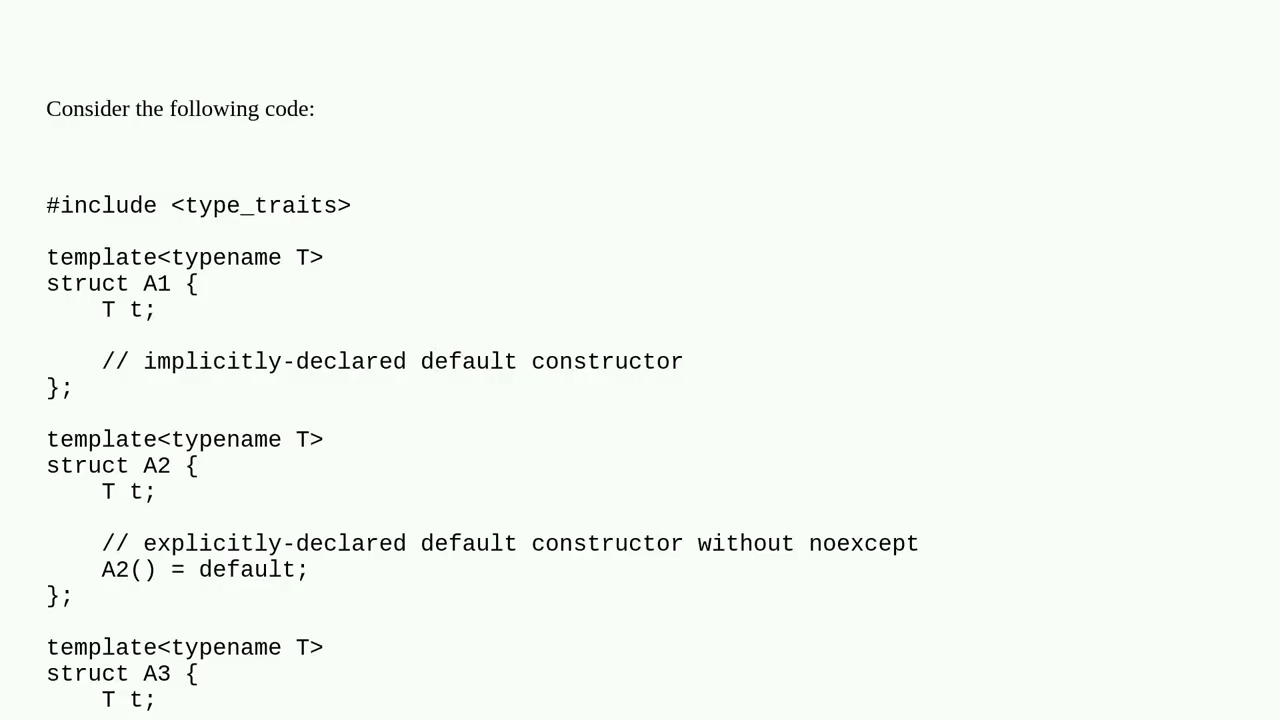 Consider the following code:
#include <type_traits>
template<typename T>
struct A1 {
    T t;
    // implicitly-declared default constructor
};
template<typename T>
struct A2 {
    T t;
    // explicitly-declared default constructor without noexcept
    A2() = default;
};
template<typename T>
struct A3 {
    T t;